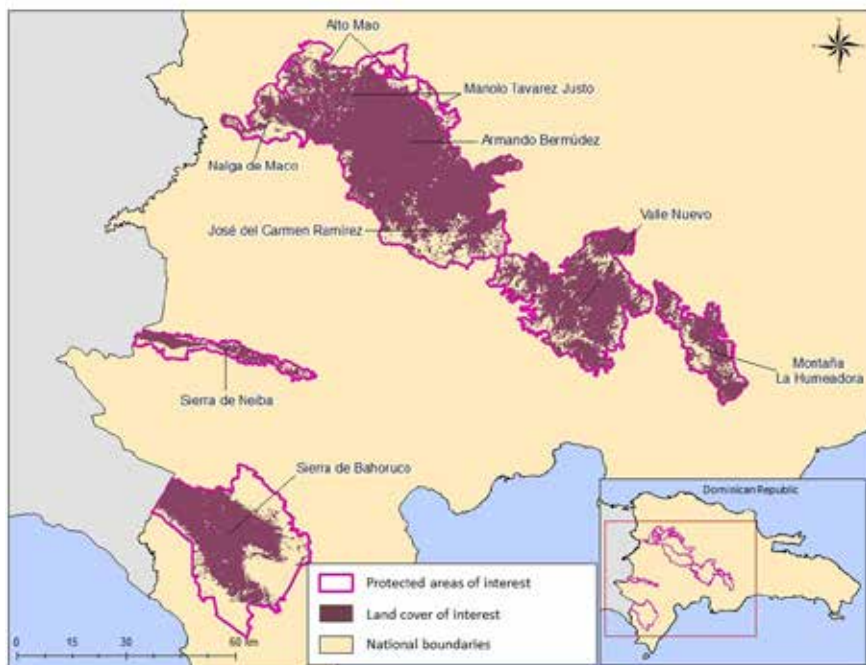 Alto Mao
Manolo Tavarez Justo
Armando Bermúdez
Nalga de Maco
Valle Nuevo
José del Carmen Ramírez
Montaña
La Humeadora
Sierra de Neiba
Sierra de Bahoruco
Dominican Republic
Protected areas of interest
Land cover of interest
National boundaries
0 15 30 60 km